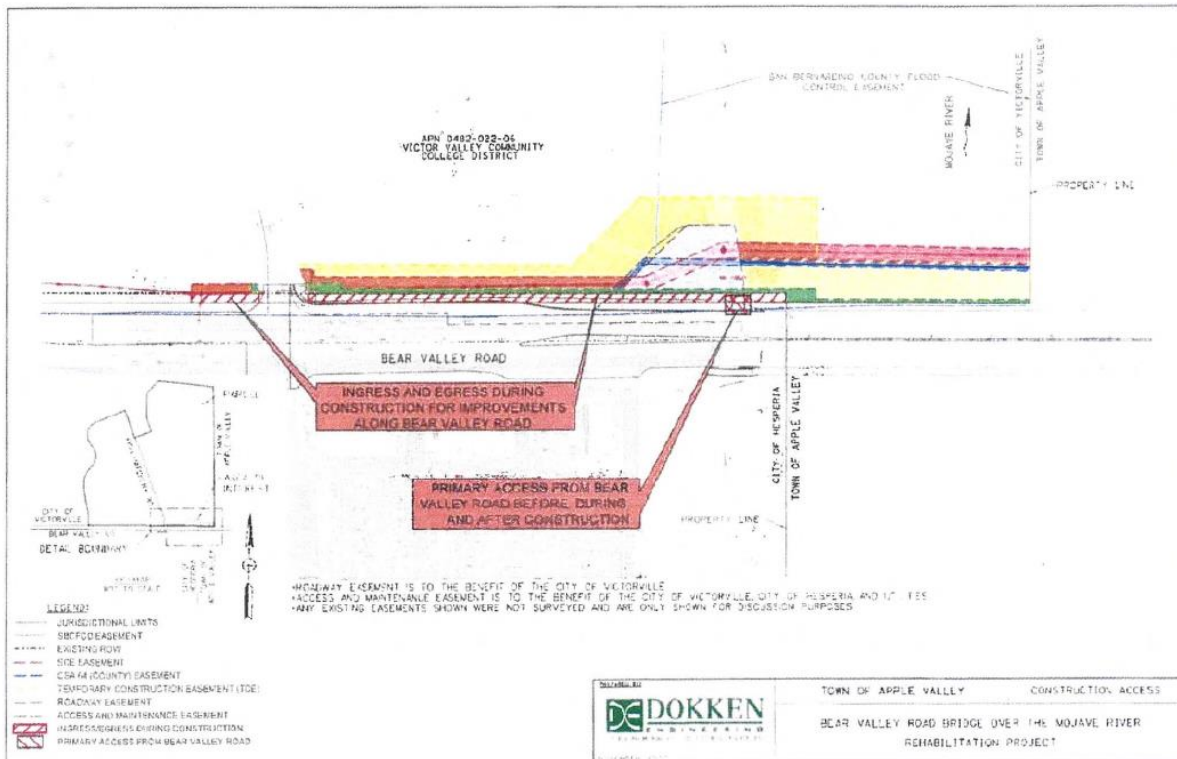 SAN BERNARDINO COUNTY FLOOD
CONTROL EASEMENT
MOJAVE RIVER
CITY OF VICTORVILLE
TOWN OF APPLE VALLEY
APN 0482-022-06
VICTOR VALLEY COMMUNITY
COLLEGE DISTRICT
PROPERTY LINE
BEAR VALLEY ROAD
INGRESS AND EGRESS DURING
CONSTRUCTION FOR IMPROVEMENTS
ALONG BEAR VALLEY ROAD
CITY OF HESPERIA
TOWN OF APPLE VALLEY
PRIMARY ACCESS FROM BEAR
VALLEY ROAD BEFORE, DURING
AND AFTER CONSTRUCTION
PROPERTY LINE
CITY OF
VICTORVILLE
BEAR VALLEY
DETAIL BOUNDARY
•ROADWAY EASEMENT IS TO THE BENEFIT OF THE CITY OF VICTORVILLE
•ACCESS AND MAINTENANCE EASEMENT IS TO THE BENEFIT OF THE CITY OF VICTORVILLE, CITY OF HESPERIA AND
•ANY EXISTING EASEMENTS SHOWN WERE NOT SURVEYED AND ARE ONLY SHOWN FOR DISCUSSION PURPOSES
LEGEND:
JURISDICTIONAL LIMITS
SBCFCD EASEMENT
EXISTING ROW
SCE EASEMENT
CSA 64 (COUNTY) EASEMENT
TEMPORARY CONSTRUCTION EASEMENT (TCE)
ROADWAY EASEMENT
ACCESS AND MAINTENANCE EASEMENT
INGRESS/EGRESS DURING CONSTRUCTION
PRIMARY ACCESS FROM BEAR VALLEY ROAD
PREPARED BY:
DOKKEN
ENGINEERING
TOWN OF APPLE VALLEY
CONSTRUCTION ACCESS
BEAR VALLEY ROAD BRIDGE OVER THE MOJAVE RIVER
REHABILITATION PROJECT